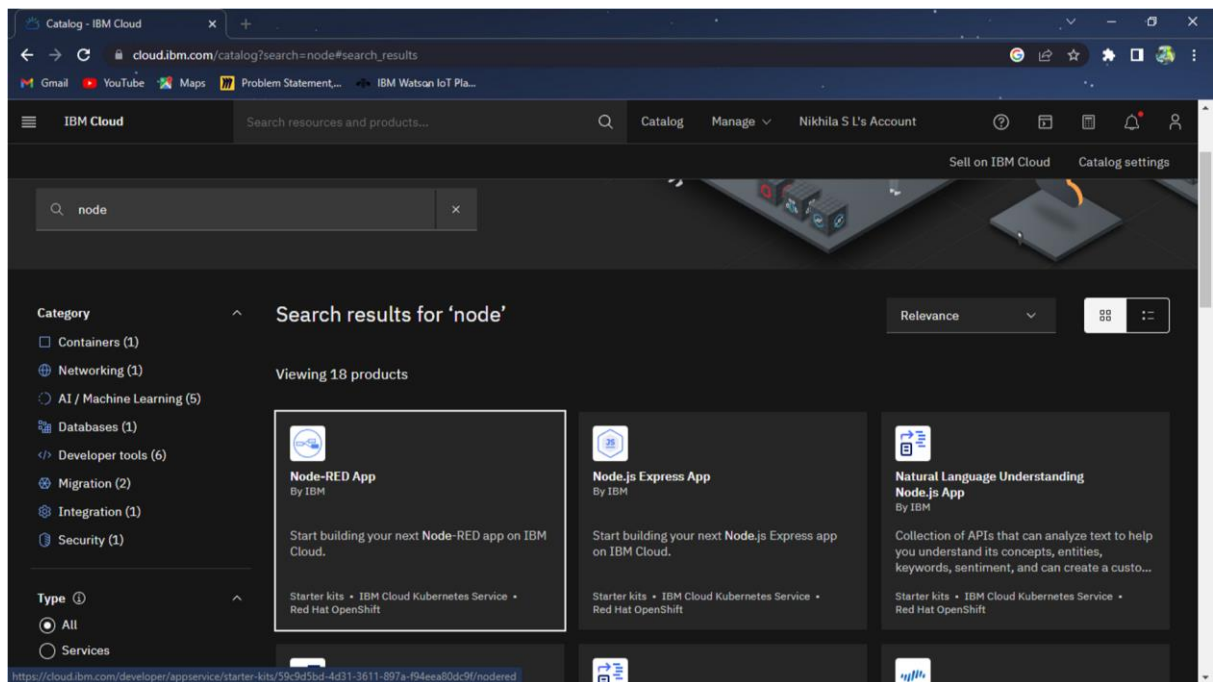 Catalog - IBM Cloud
cloud.ibm.com/catalog?search=node#search_results
Gmail YouTube Maps Problem Statement,... IBM Watson IoT Pla...
IBM Cloud Search resources and products... Catalog Manage Nikhila S L's Account
Sell on IBM Cloud Catalog settings
node
Category
Containers (1)
Networking (1)
AI / Machine Learning (5)
Databases (1)
Developer tools (6)
Migration (2)
Integration (1)
Security (1)
Type
All
Services
Search results for ‘node’
Relevance
Viewing 18 products
Node-RED App
By IBM
Start building your next Node-RED app on IBM
Cloud.
Starter kits • IBM Cloud Kubernetes Service •
Red Hat OpenShift
JS
Node.js Express App
By IBM
Start building your next Node.js Express app
on IBM Cloud.
Starter kits • IBM Cloud Kubernetes Service •
Red Hat OpenShift
Natural Language Understanding
Node.js App
By IBM
Collection of APIs that can analyze text to help
you understand its concepts, entities,
keywords, sentiment, and can create a custo...
Starter kits • IBM Cloud Kubernetes Service •
Red Hat OpenShift
https://cloud.ibm.com/developer/appservice/starter-kits/59c9d5bd-4d31-3611-897a-f94eea80dc9f/nodered